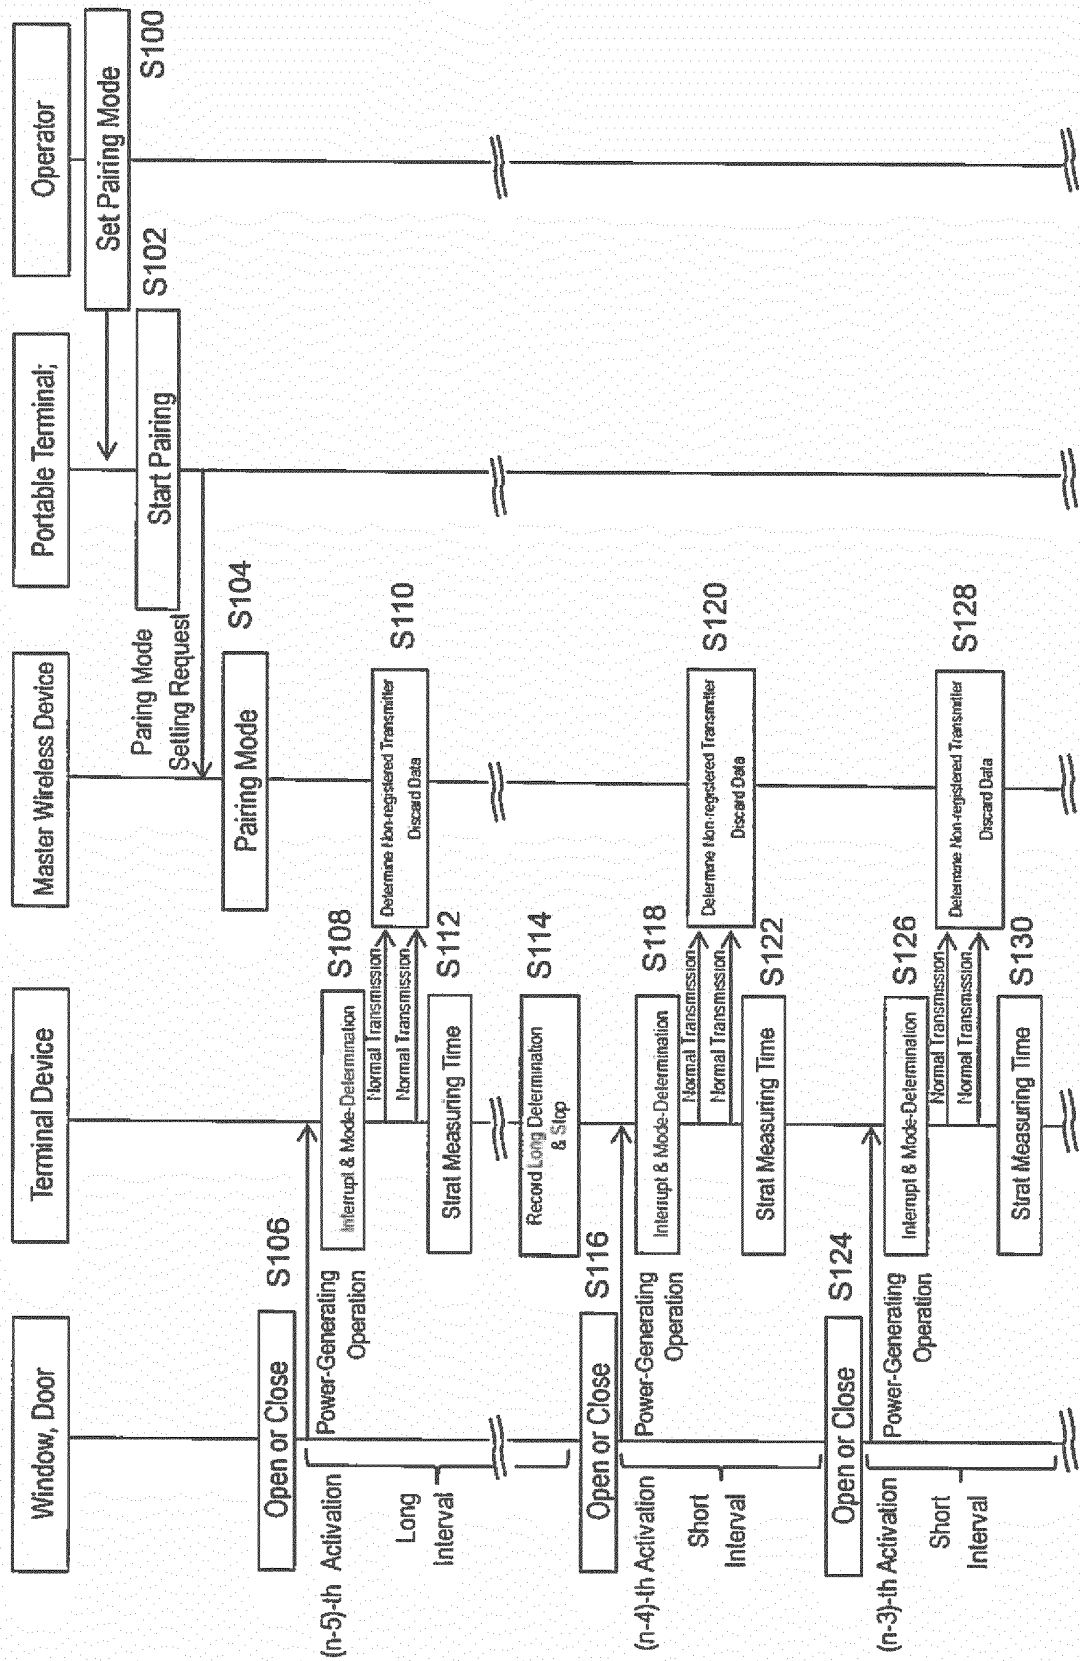 Window, Door
Terminal Device
Master Wireless Device
Portable Terminal;
Operator
Set Pairing Mode
S100
Start Pairing
S102
Paring Mode
Setting Request
Pairing Mode
S104
Open or Close
S106
(n-5)-th Activation
Power-Generating
Operation
Long
Interval
Interrupt & Mode-Determination
S108
Normal Transmission
Normal Transmission
Determine Non-registered Transmitter
Discard Data
S110
Strat Measuring Time
S112
Record Long Determination
& Stop
S114
Open or Close
S116
(n-4)-th Activation
Power-Generating
Operation
Short
Interval
Interrupt & Mode-Determination
S118
Normal Transmission
Normal Transmission
Determine Non-registered Transmitter
Discard Data
S120
Strat Measuring Time
S122
Open or Close
S124
(n-3)-th Activation
Power-Generating
Operation
Short
Interval
Interrupt & Mode-Determination
S126
Normal Transmission
Normal Transmission
Determine Non-registered Transmitter
Discard Data
S128
Strat Measuring Time
S130